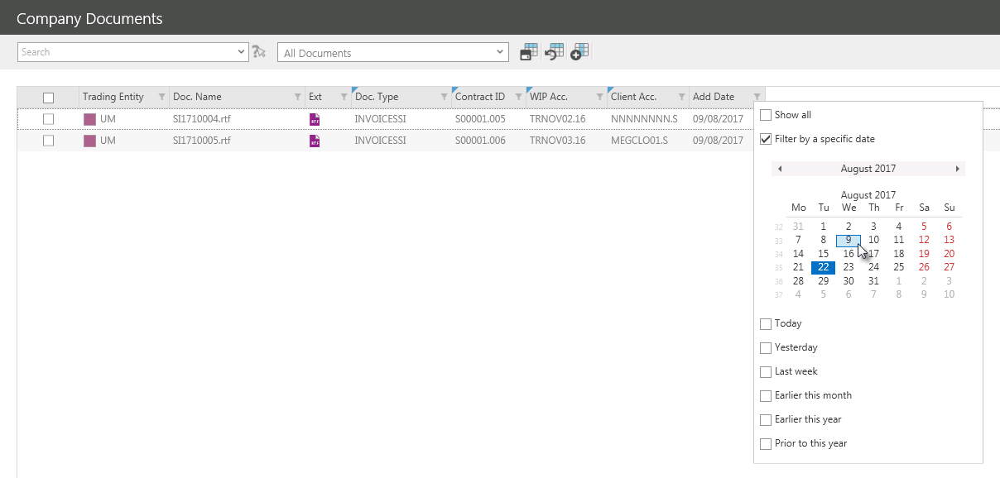 Company Documents
Search All Documents
Trading Entity Doc. Name Ext Doc. Type Contract ID WIP Acc. Client Acc. Add Date
UM SI1710004.rtf RTF INVOICESSI S00001.005 TRNOV02.16 NNNNNNNN.S 09/08/2017
UM SI1710005.rtf RTF INVOICESSI S00001.006 TRNOV03.16 MEGCLO01.S 09/08/2017
Show all
Filter by a specific date
August 2017
August 2017
Mo Tu We Th Fr Sa Su
32 31 1 2 3 4 5 6
33 7 8 9 10 11 12 13
34 14 15 16 17 18 19 20
35 21 22 23 24 25 26 27
36 28 29 30 31 1 2 3
37 4 5 6 7 8 9 10
Today
Yesterday
Last week
Earlier this month
Earlier this year
Prior to this year